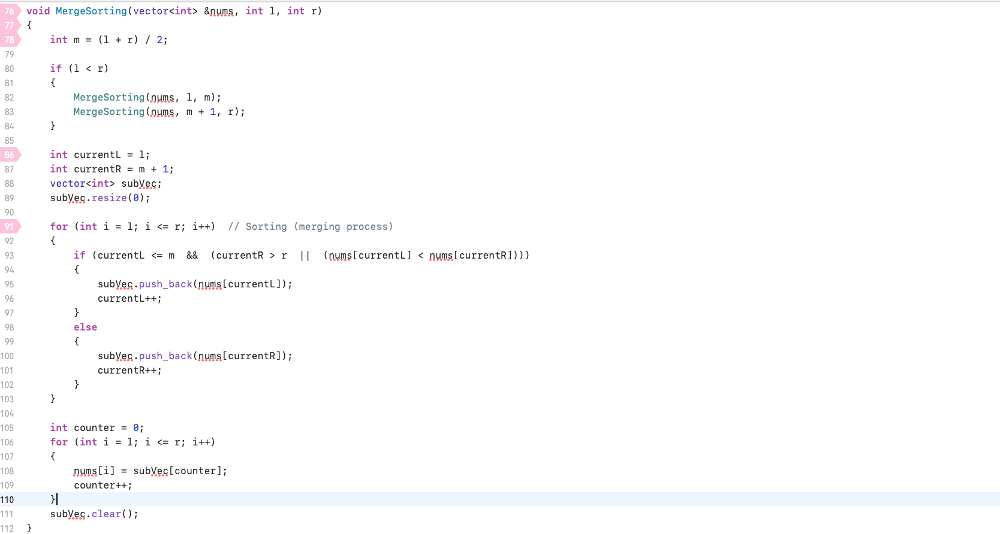 76 void MergeSorting(vector<int> &nums, int l, int r)
77 {
78     int m = (l + r) / 2;
79
80     if (l < r)
81     {
82         MergeSorting(nums, l, m);
83         MergeSorting(nums, m + 1, r);
84     }
85
86     int currentL = l;
87     int currentR = m + 1;
88     vector<int> subVec;
89     subVec.resize(0);
90
91     for (int i = l; i <= r; i++)  // Sorting (merging process)
92     {
93         if (currentL <= m  &&  (currentR > r  ||  (nums[currentL] < nums[currentR])))
94         {
95             subVec.push_back(nums[currentL]);
96             currentL++;
97         }
98         else
99         {
100             subVec.push_back(nums[currentR]);
101             currentR++;
102         }
103     }
104
105     int counter = 0;
106     for (int i = l; i <= r; i++)
107     {
108         nums[i] = subVec[counter];
109         counter++;
110     }
111     subVec.clear();
112 }